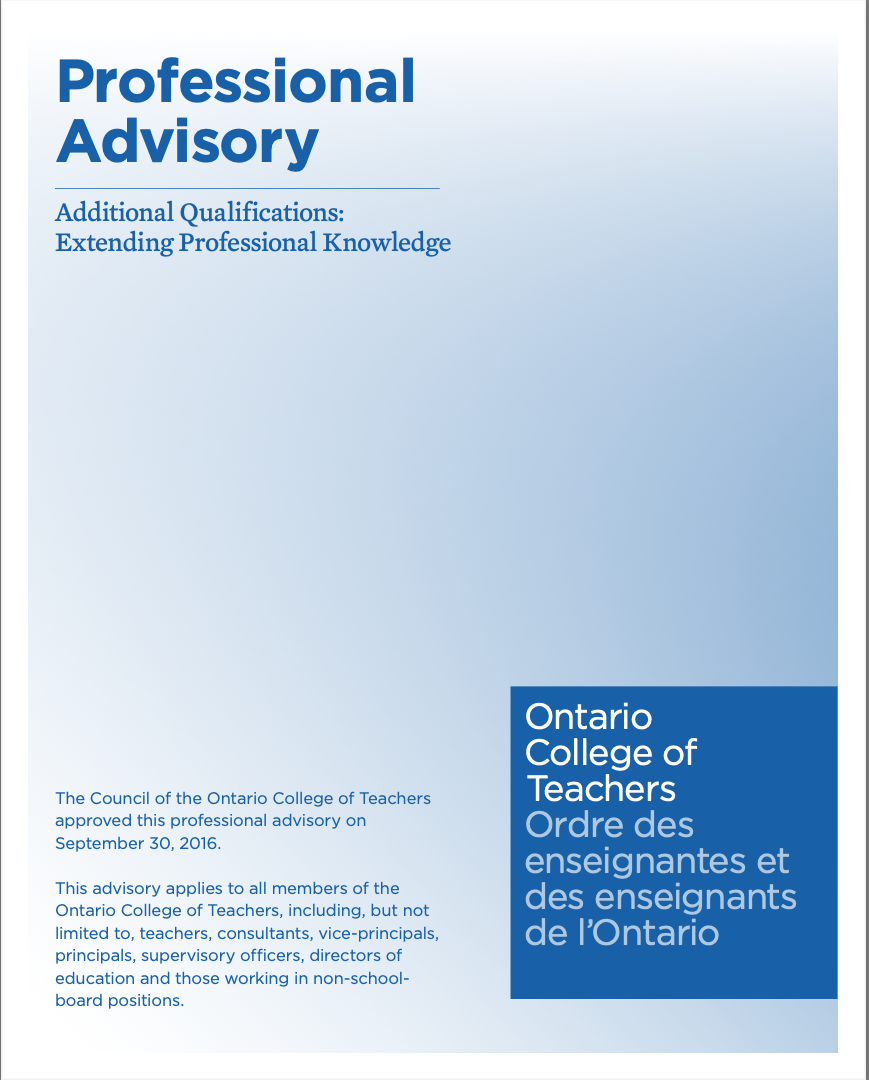 Professional
Advisory
Additional Qualifications:
Extending Professional Knowledge
The Council of the Ontario College of Teachers
approved this professional advisory on
September 30, 2016.
This advisory applies to all members of the
Ontario College of Teachers, including, but not
limited to, teachers, consultants, vice-principals,
principals, supervisory officers, directors of
education and those working in non-school-
board positions.
Ontario
College of
Teachers
Ordre des
enseignantes et
des enseignants
de l’Ontario